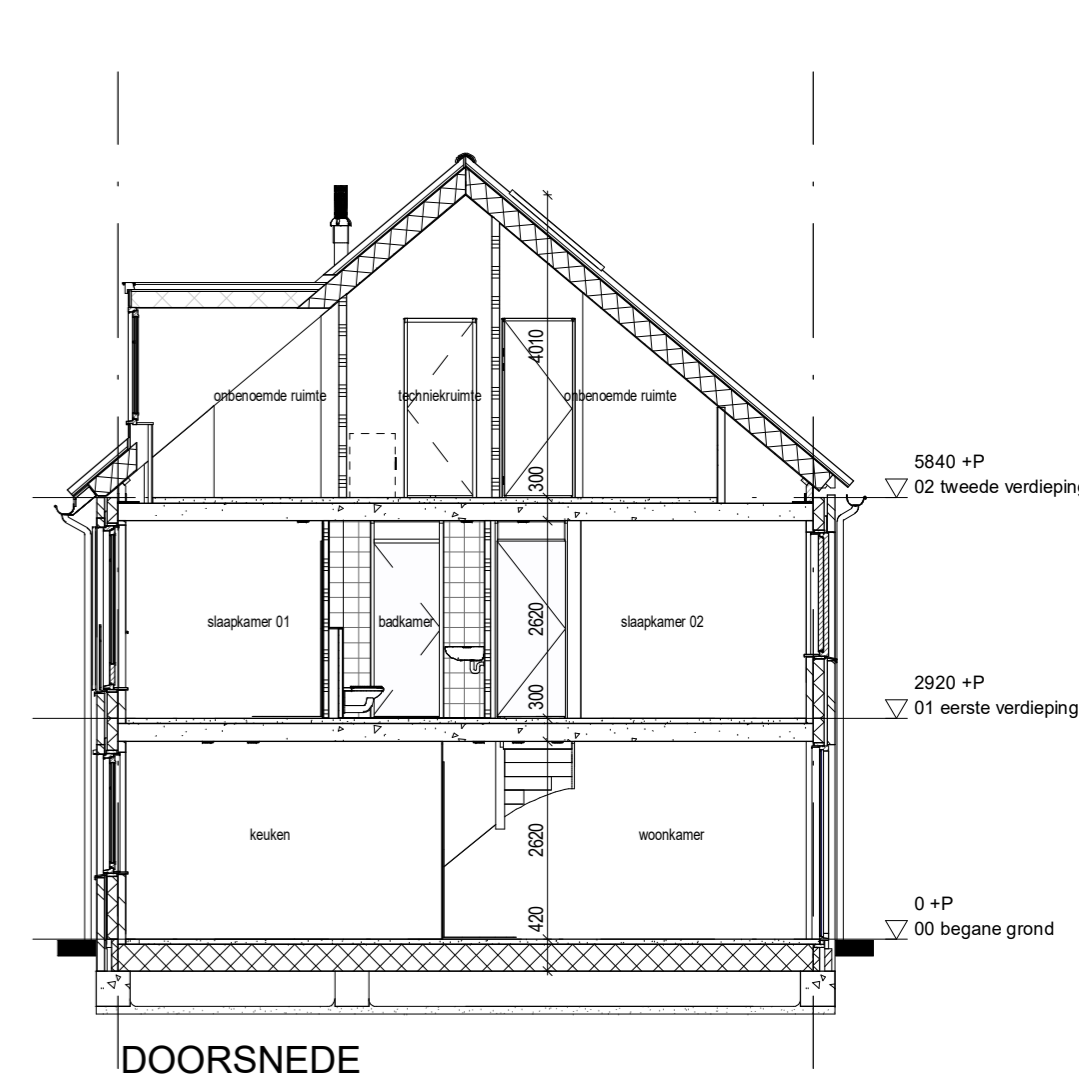 4010
onbenoemde ruimte
techniekruimte
onbenoemde ruimte
5840 +P
300
02 tweede verdieping
slaapkamer 01
badkamer
2620
slaapkamer 02
2920 +P
300
01 eerste verdieping
keuken
2620
woonkamer
0 +P
420
00 begane grond
DOORSNEDE